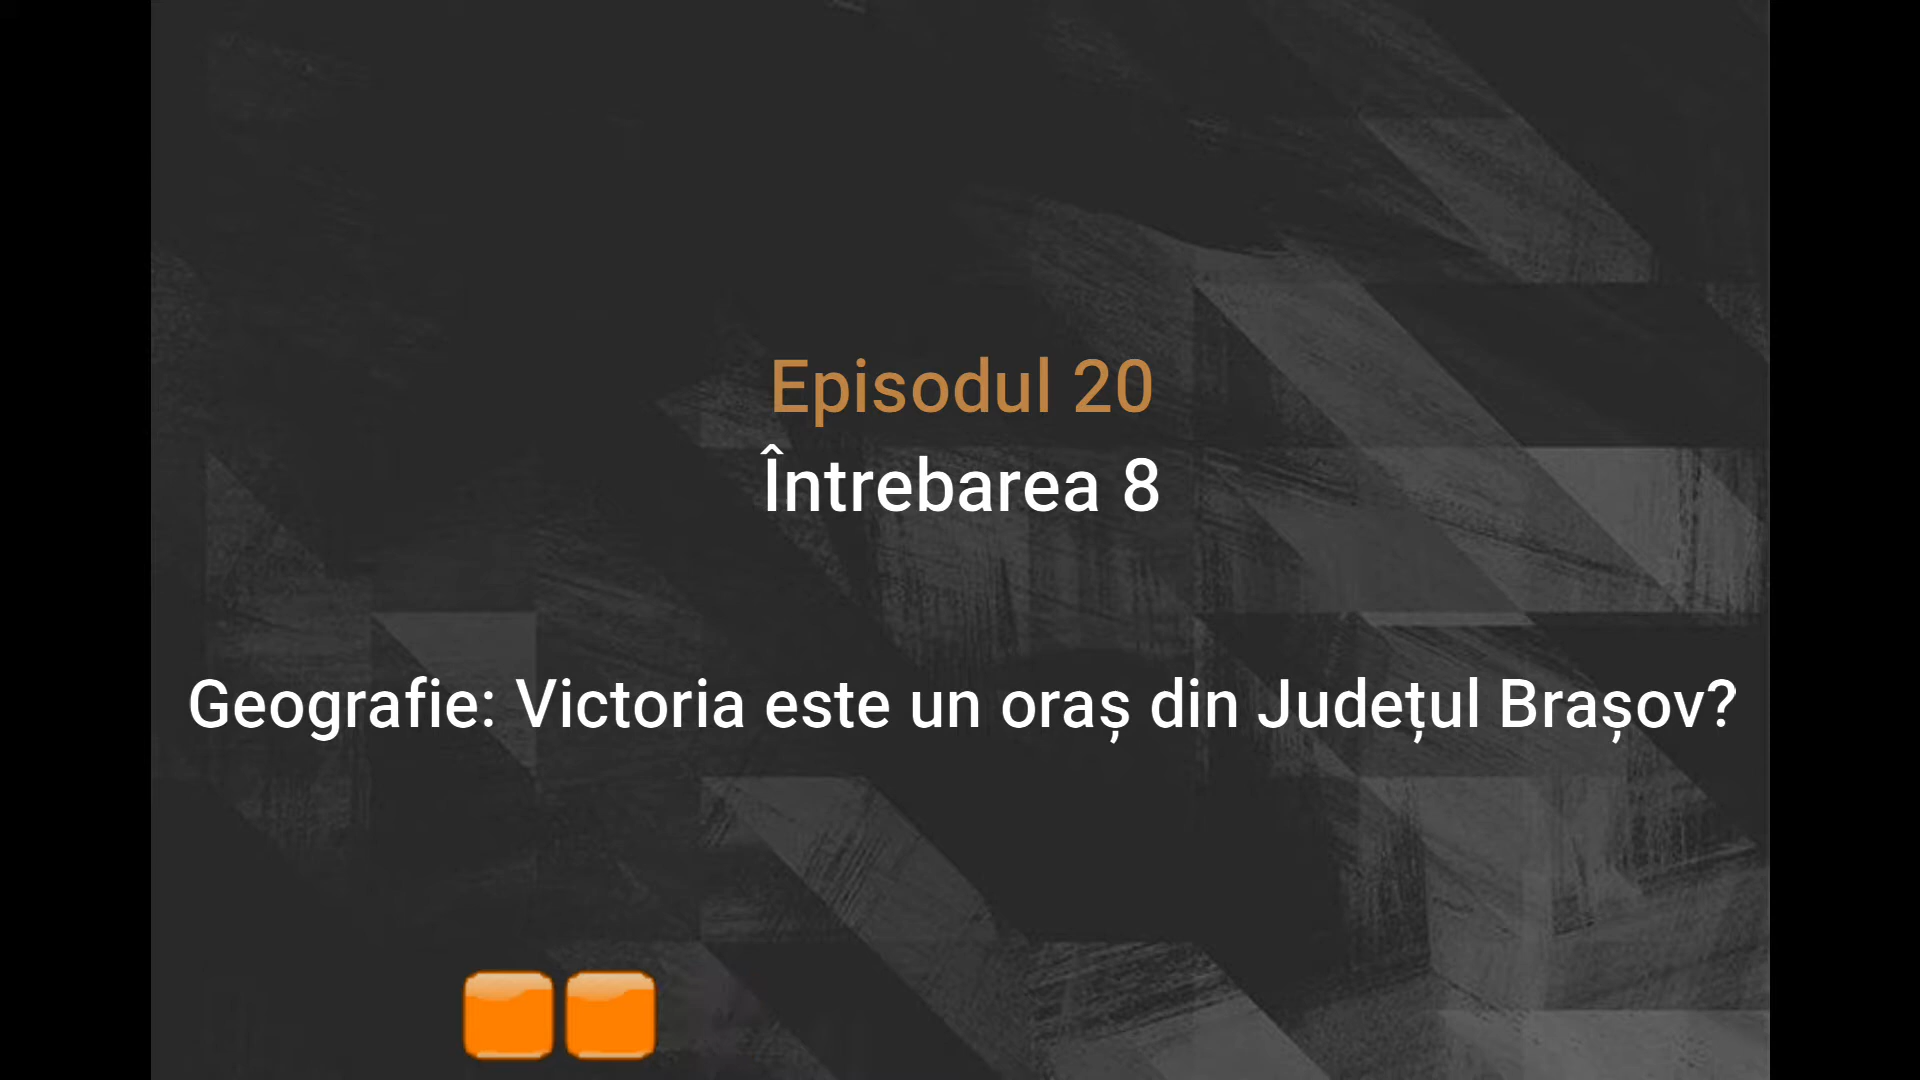 Episodul 20
Întrebarea 8
Geografie: Victoria este un oraș din Județul Brașov?